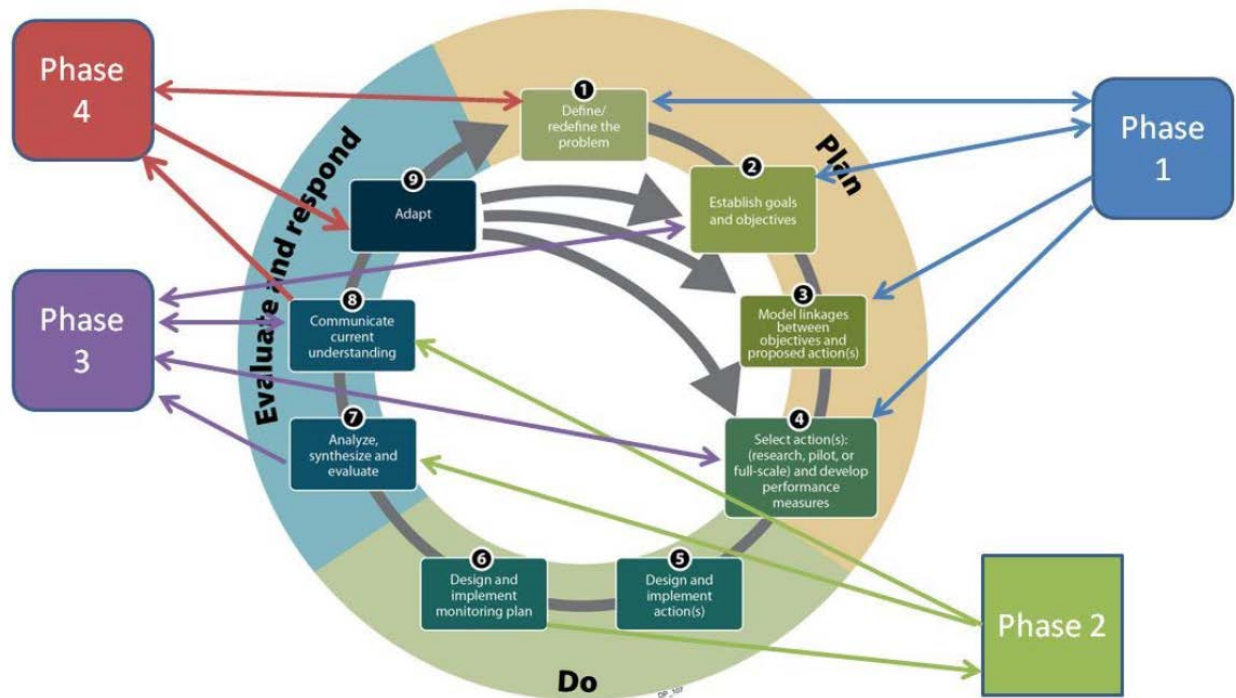 Phase
4
Phase
1
Phase
3
Phase 2
Plan
Evaluate and respond
Do
1
Define/
redefine the
problem
2
Establish goals
and objectives
3
Model linkages
between
objectives and
proposed action(s)
4
Select action(s):
(research, pilot, or
full-scale) and develop
performance
measures
5
Design and
implement
action(s)
6
Design and
implement
monitoring plan
7
Analyze,
synthesize and
evaluate
8
Communicate
current
understanding
9
Adapt